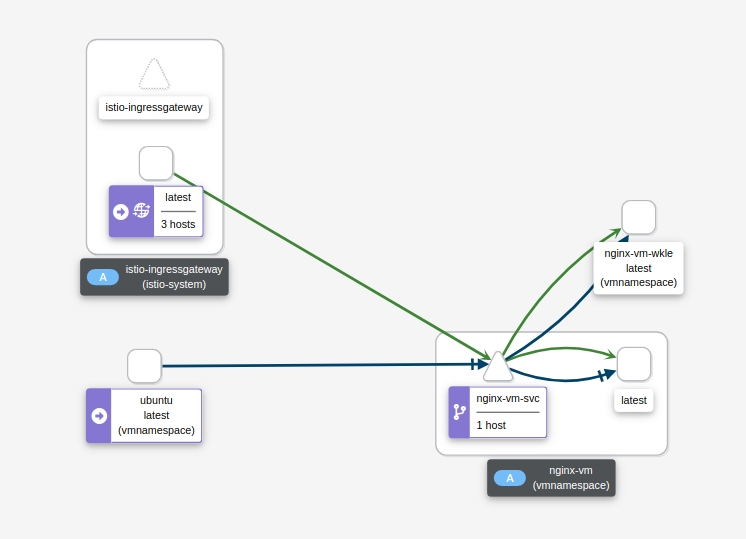 istio-ingressgateway
latest
3 hosts
A
istio-ingressgateway
(istio-system)
nginx-vm-wkle
latest
(vmnamespace)
ubuntu
latest
(vmnamespace)
nginx-vm-svc
1 host
latest
A
nginx-vm
(vmnamespace)